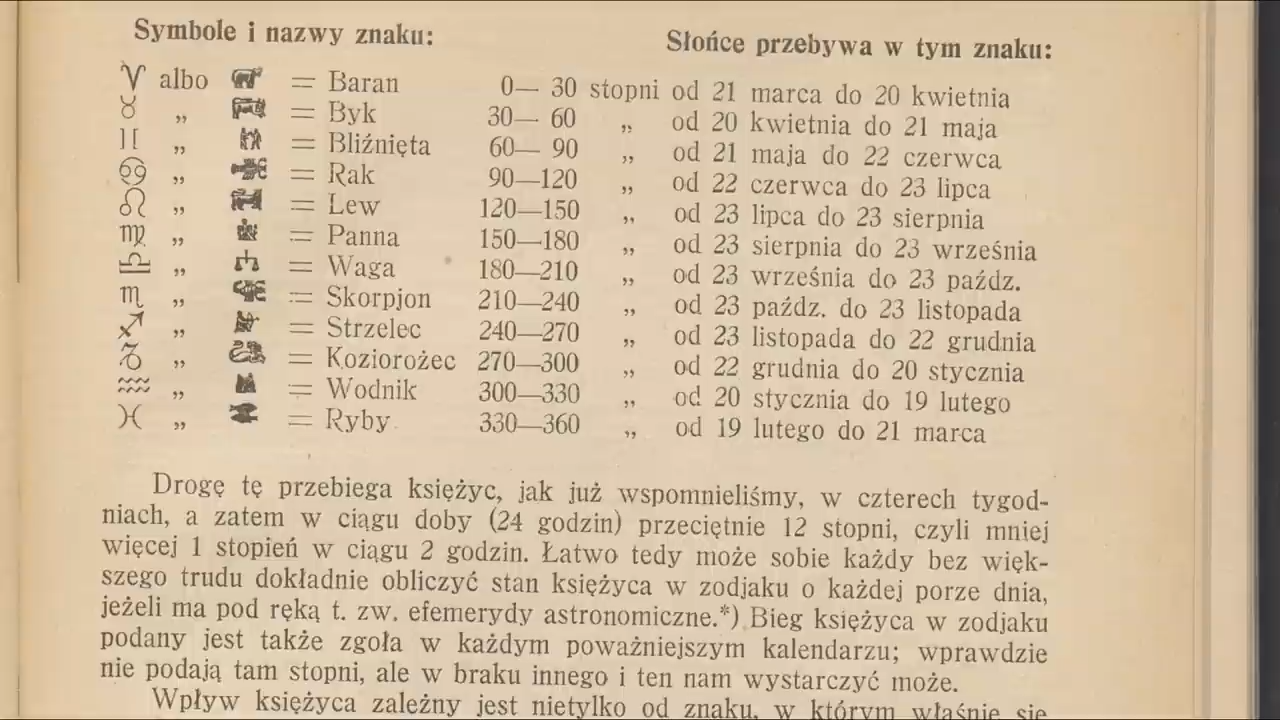 Symbole i nazwy znaku: Słońce przebywa w tym znaku:
♈ albo = Baran 0— 30 stopni od 21 marca do 20 kwietnia
♉ „ = Byk 30— 60 „ od 20 kwietnia do 21 maja
♊ „ = Bliźnięta 60— 90 „ od 21 maja do 22 czerwca
♋ „ = Rak 90—120 „ od 22 czerwca do 23 lipca
♌ „ = Lew 120—150 „ od 23 lipca do 23 sierpnia
♍ „ = Panna 150—180 „ od 23 sierpnia do 23 września
♎ „ = Waga 180—210 „ od 23 września do 23 paźdz.
♏ „ = Skorpjon 210—240 „ od 23 paźdz. do 23 listopada
♐ „ = Strzelec 240—270 „ od 23 listopada do 22 grudnia
♑ „ = Koziorożec 270—300 „ od 22 grudnia do 20 stycznia
♒ „ = Wodnik 300—330 „ od 20 stycznia do 19 lutego
♓ „ = Ryby 330—360 „ od 19 lutego do 21 marca
Drogę tę przebiega księżyc, jak już wspomnieliśmy, w czterech tygod-
niach, a zatem w ciągu doby (24 godzin) przeciętnie 12 stopni, czyli mniej
więcej 1 stopień w ciągu 2 godzin. Łatwo tedy może sobie każdy bez więk-
szego trudu dokładnie obliczyć stan księżyca w zodjaku o każdej porze dnia,
jeżeli ma pod ręką t. zw. efemerydy astronomiczne.*) Bieg księżyca w zodjaku
podany jest także zgoła w każdym poważniejszym kalendarzu; wprawdzie
nie podają tam stopni, ale w braku innego i ten nam wystarczyć może.
Wpływ księżyca zależny jest nietylko od znaku, w którym właśnie się